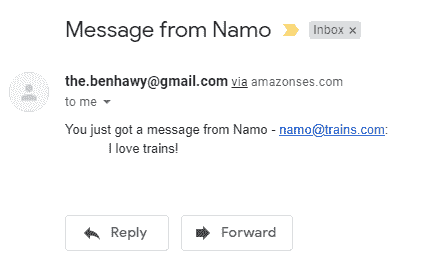 Message from Namo Inbox ×
the.benhawy@gmail.com via amazonses.com
to me
You just got a message from Namo - namo@trains.com:
I love trains!
Reply Forward